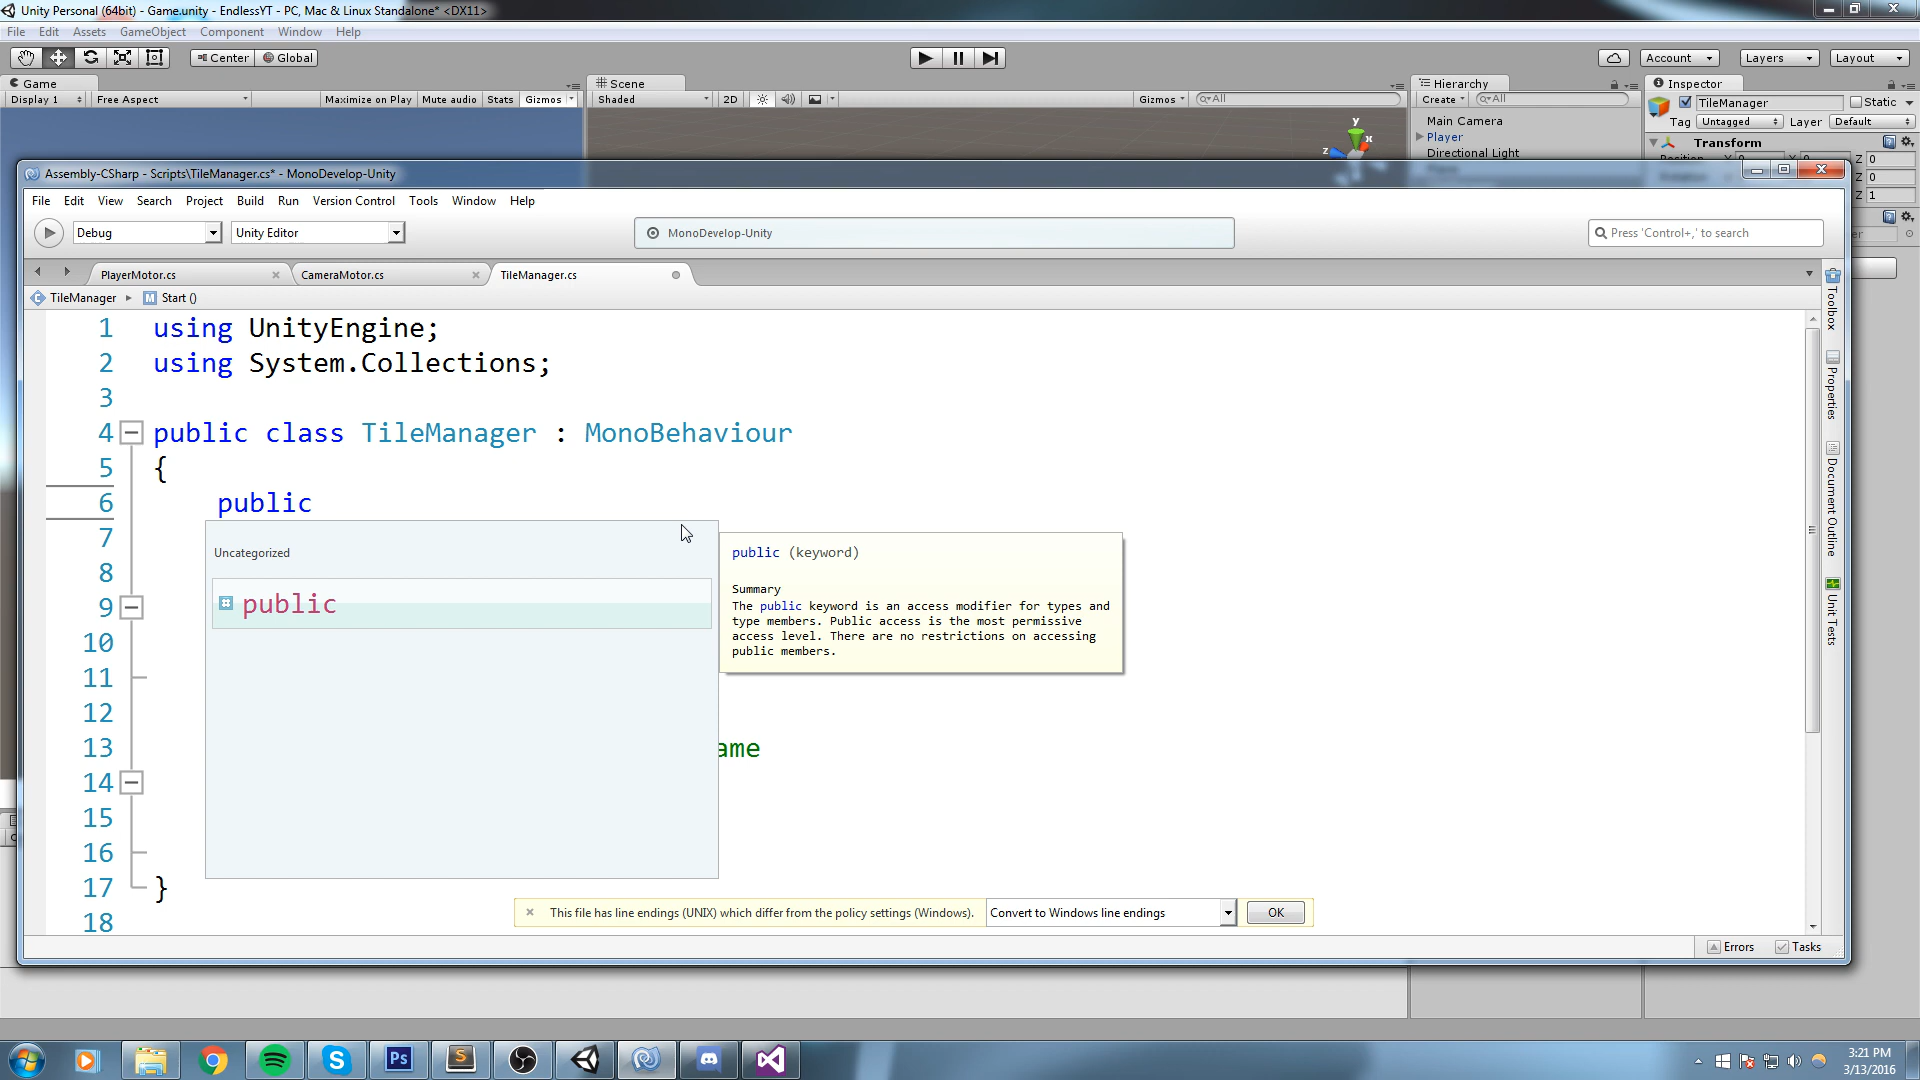 Unity Personal (64bit) - Game.unity - EndlessYT - PC, Mac & Linux Standalone* <DX11>
File Edit Assets GameObject Component Window Help
Center Global Account Layers Layout
Game Scene Hierarchy Inspector
Display 1 Free Aspect Maximize on Play Mute audio Stats Gizmos Shaded 2D Gizmos All Create All TileManager Static
Tag Untagged Layer Default
Main Camera
Player
Directional Light
Transform
y
x
z
Z 0
Z 0
Z 1
Assembly-CSharp - Scripts\TileManager.cs* - MonoDevelop-Unity
File Edit View Search Project Build Run Version Control Tools Window Help
Debug Unity Editor MonoDevelop-Unity Press 'Control+,' to search
PlayerMotor.cs CameraMotor.cs TileManager.cs
TileManager Start ()
1 using UnityEngine;
2 using System.Collections;
3
4 public class TileManager : MonoBehaviour
5 {
6 public
7
8
9
10
11
12
13 ame
14
15
16
17 }
18
Uncategorized
public
public (keyword)
Summary
The public keyword is an access modifier for types and
type members. Public access is the most permissive
access level. There are no restrictions on accessing
public members.
Toolbox
Properties
Document Outline
Unit Tests
This file has line endings (UNIX) which differ from the policy settings (Windows). Convert to Windows line endings OK
Errors Tasks
Ps
S
3:21 PM
3/13/2016